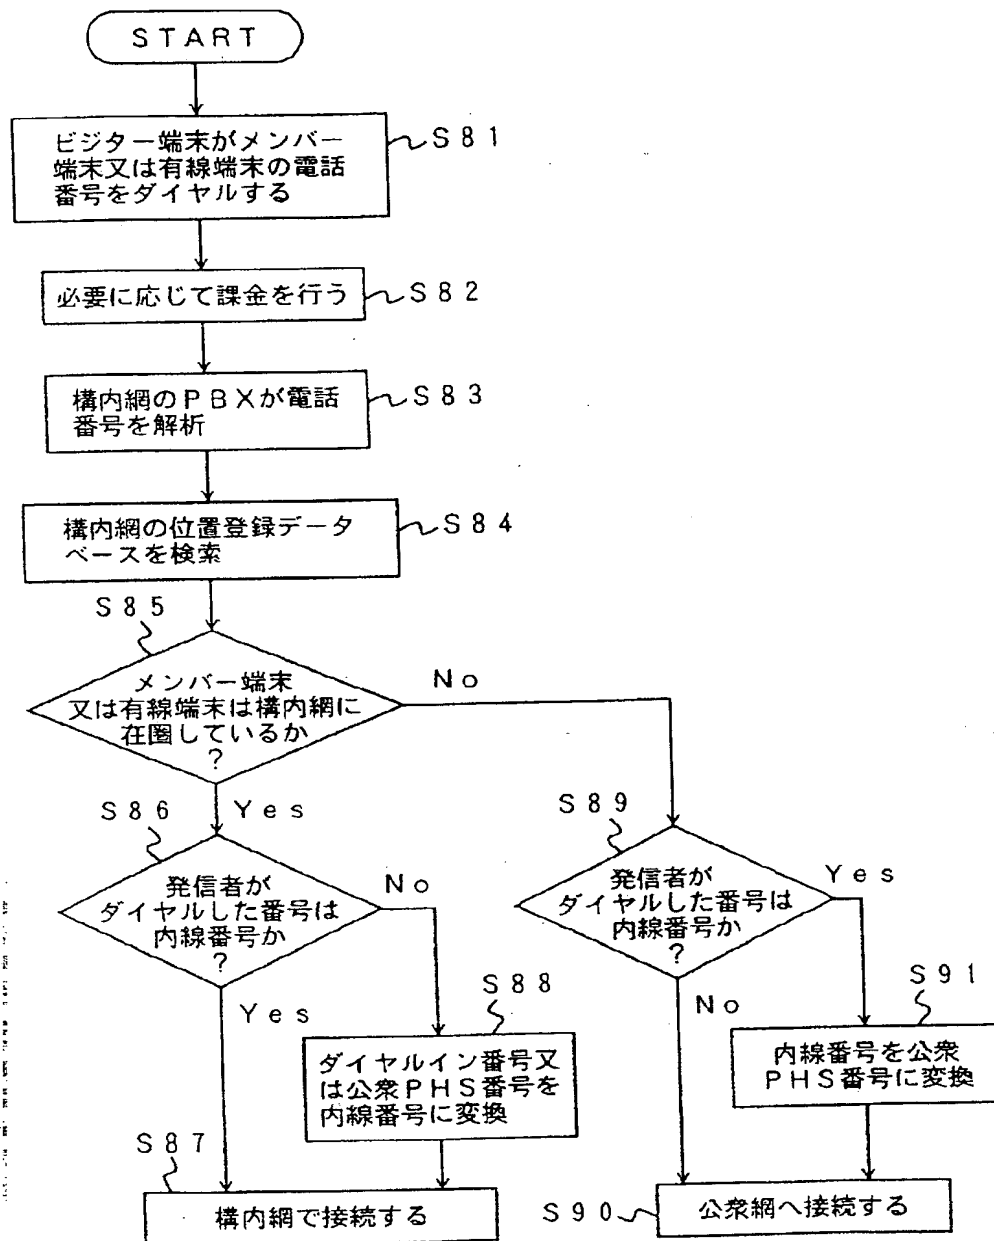 START
ビジター端末がメンバー
端末又は有線端末の電話
番号をダイヤルする
S81
必要に応じて課金を行う
S82
構内網のPBXが電話
番号を解析
S83
構内網の位置登録データ
ベースを検索
S84
S85
メンバー端末
又は有線端末は構内網に
在圏しているか
?
No
Yes
S86
発信者が
ダイヤルした番号は
内線番号か
?
No
Yes
S89
発信者が
ダイヤルした番号は
内線番号か
?
Yes
No
S88
ダイヤルイン番号又
は公衆PHS番号を
内線番号に変換
S91
内線番号を公衆
PHS番号に変換
S87
構内網で接続する
S90
公衆網へ接続する